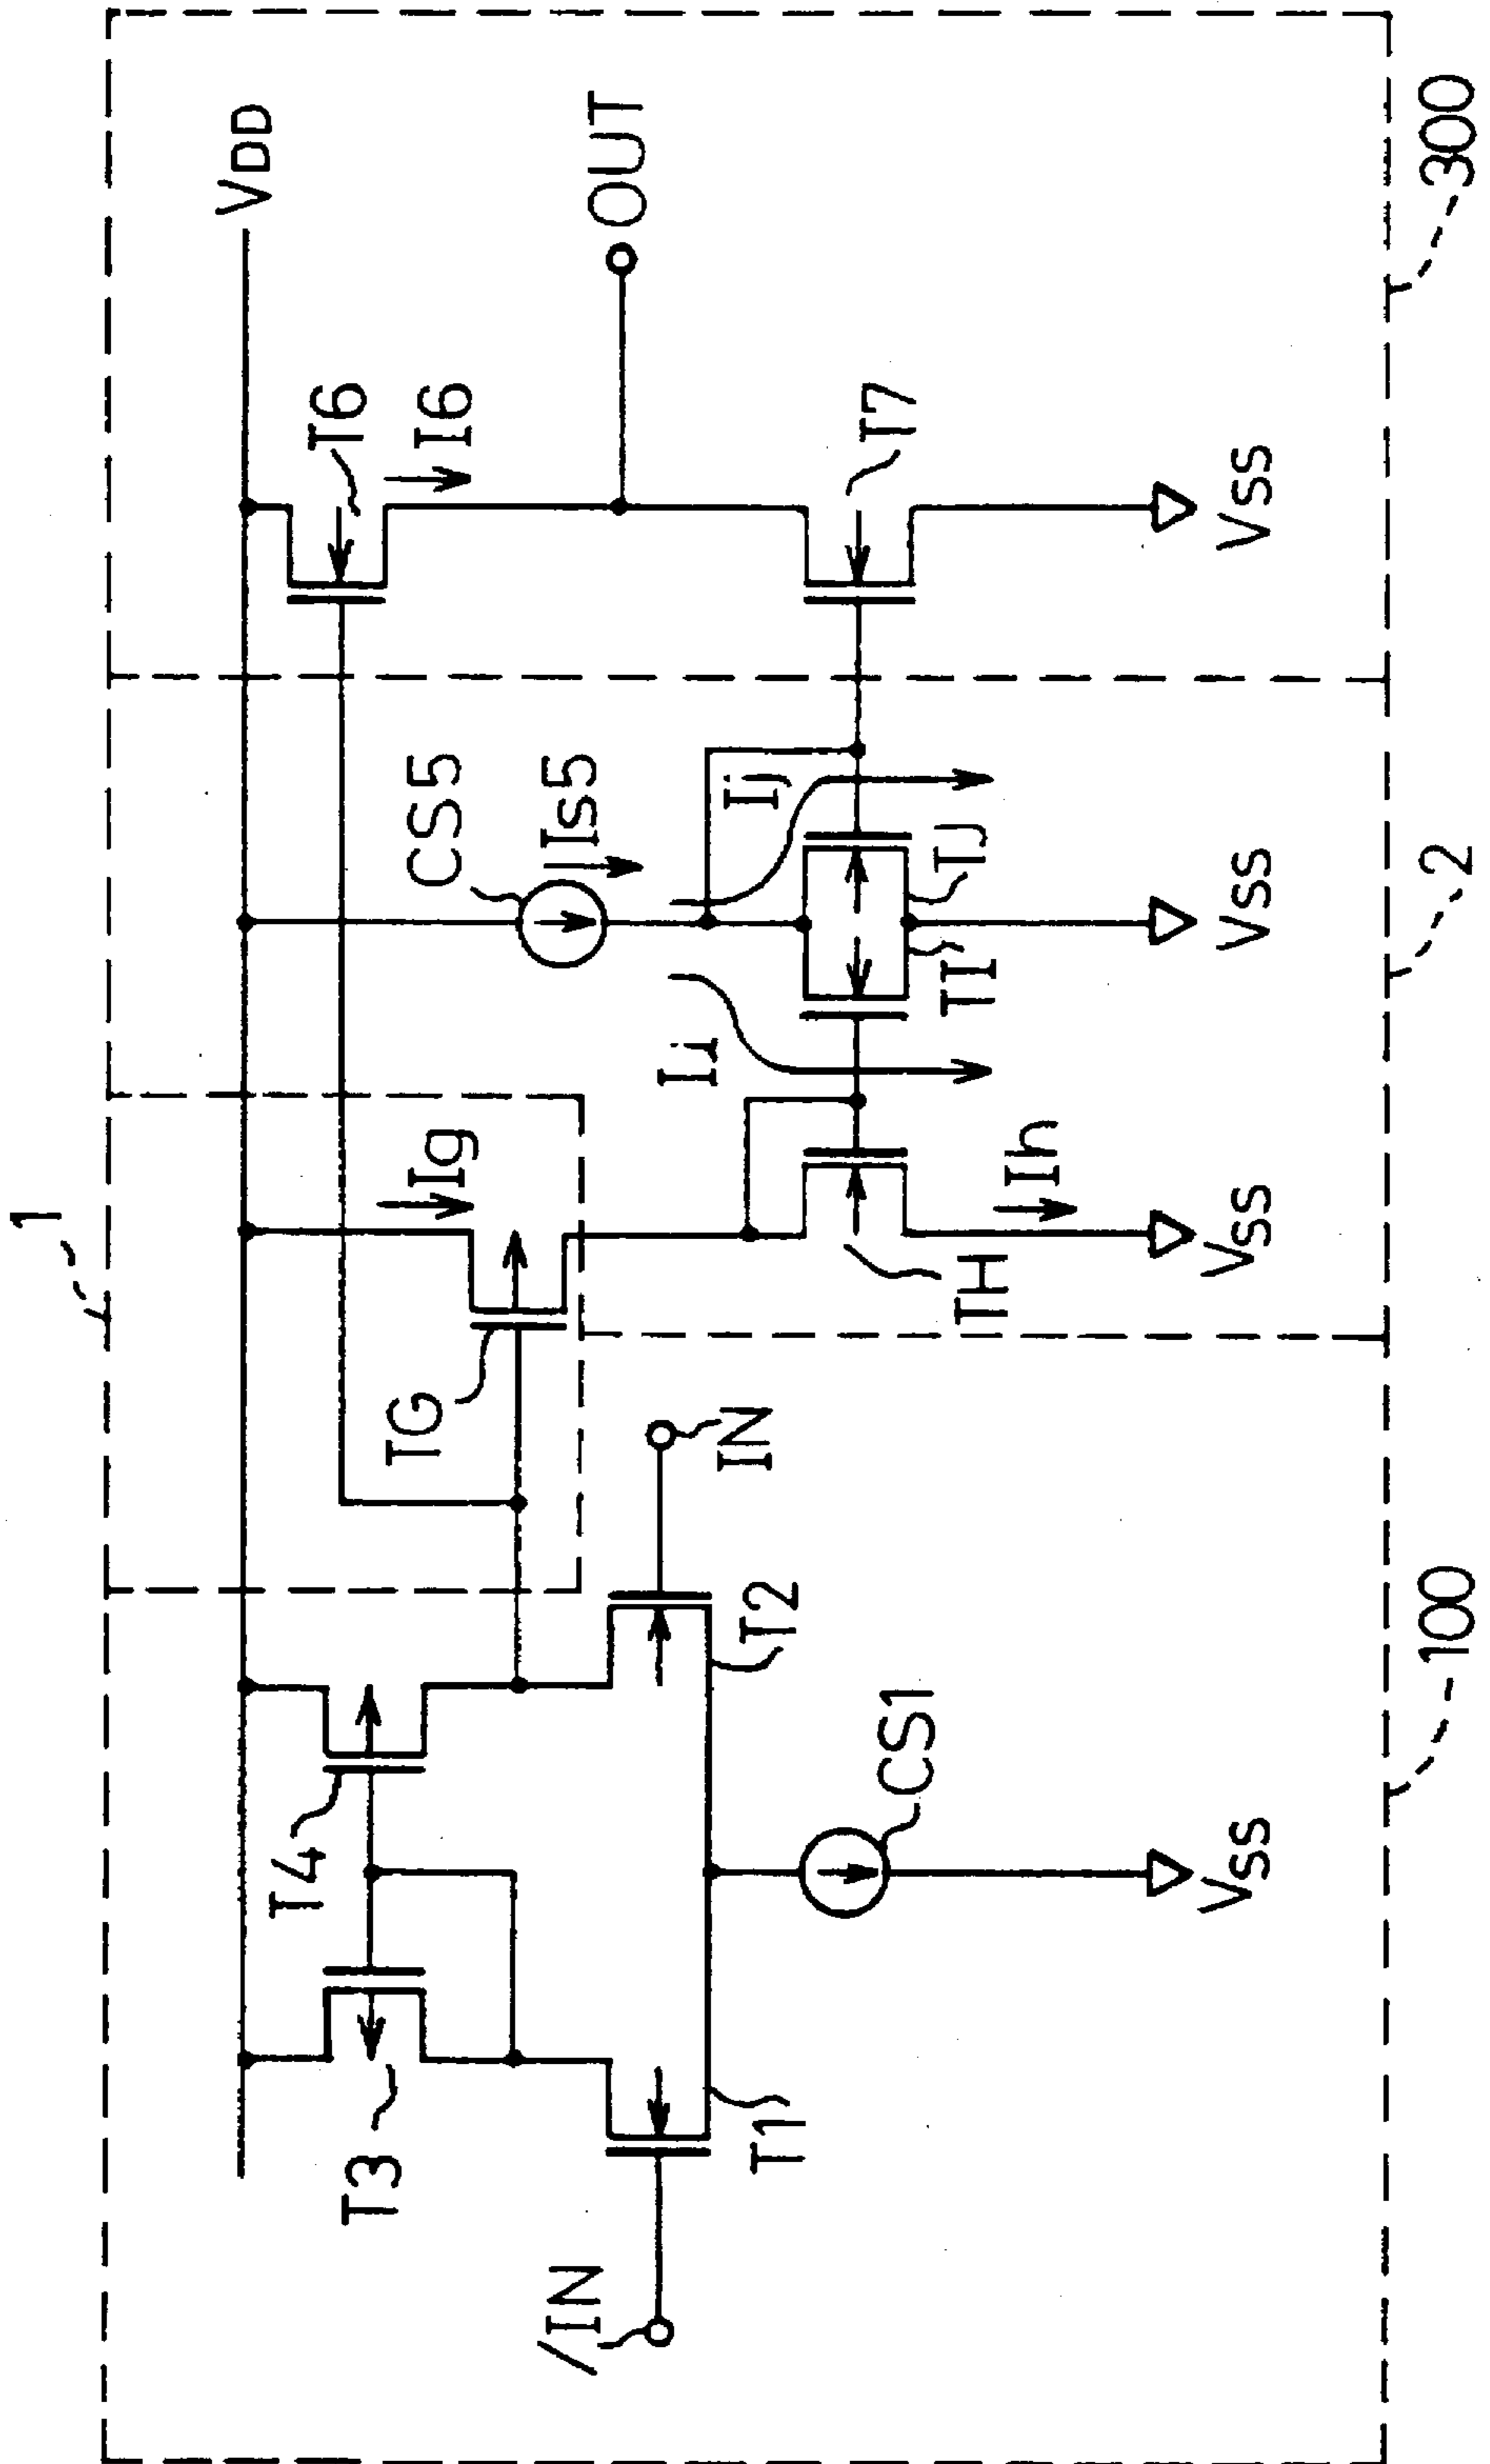 1
VDD
T3
T4
TG
Ig
CS5
Is5
T6
I6
OUT
/IN
IN
T1
T2
CS1
Ii
Ij
TH
Ih
TI
TJ
T7
VSS
VSS
VSS
VSS
100
2
300